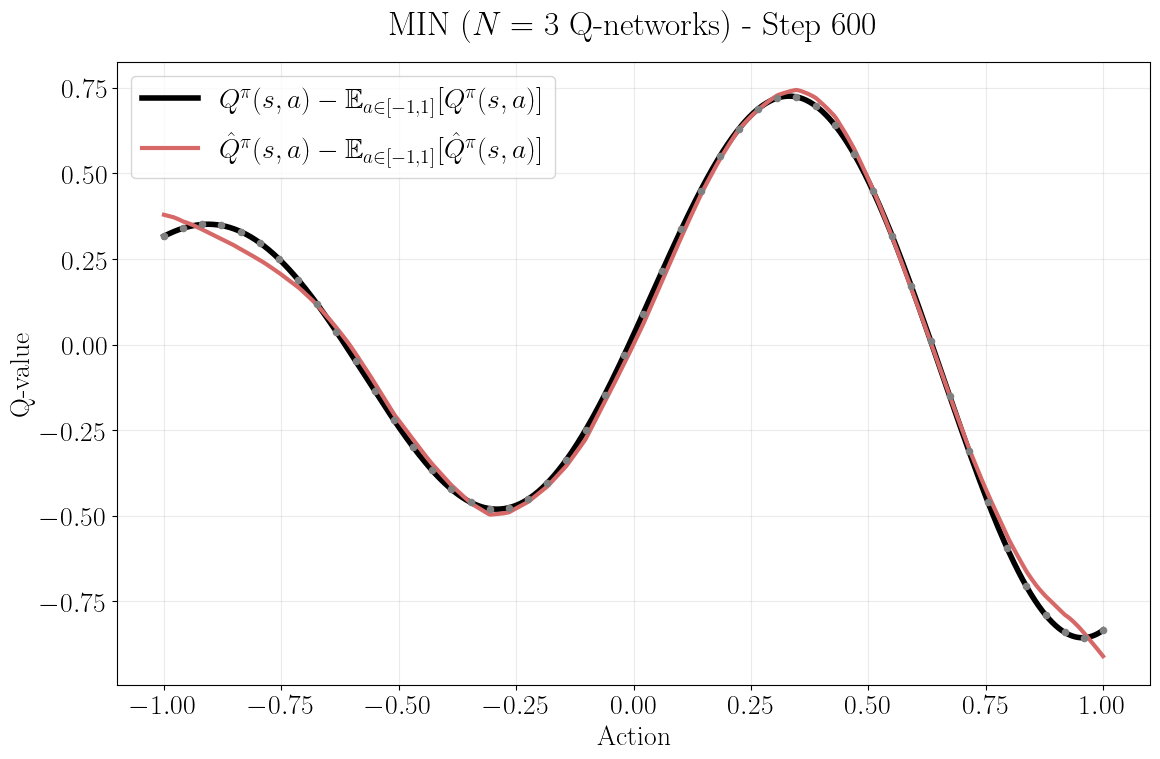 MIN (N = 3 Q-networks) - Step 600
Q^π(s, a) − 𝔼_{a∈[−1,1]}[Q^π(s, a)]
Q̂^π(s, a) − 𝔼_{a∈[−1,1]}[Q̂^π(s, a)]
0.75
0.50
0.25
0.00
−0.25
−0.50
−0.75
Q-value
−1.00 −0.75 −0.50 −0.25 0.00 0.25 0.50 0.75 1.00
Action